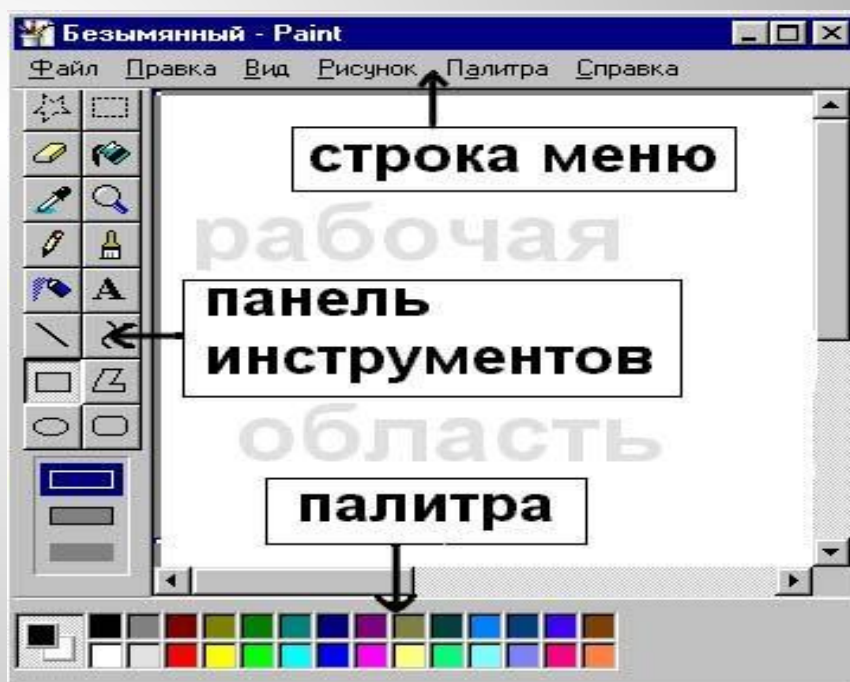 Безымянный - Paint
Файл Правка Вид Рисунок Палитра Справка
строка меню
рабочая
A
панель
инструментов
область
палитра